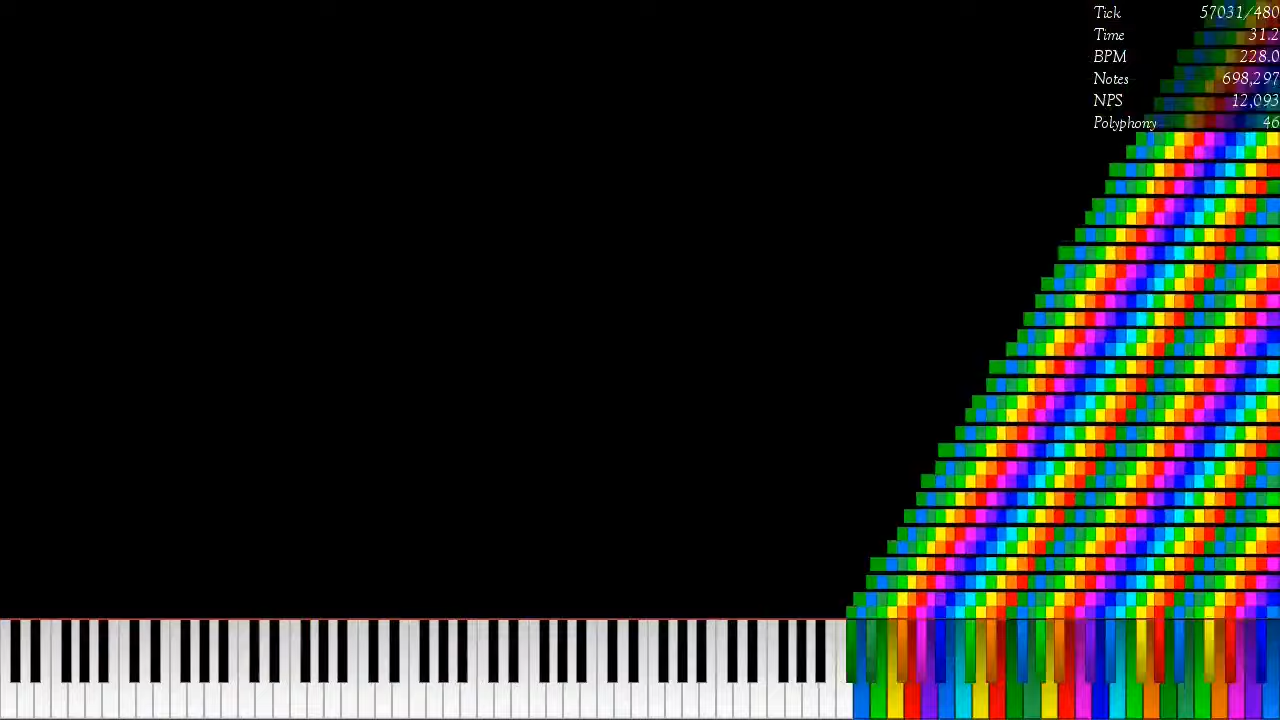 Tick 57031/480
Time 31.2
BPM 228.0
Notes 698,297
NPS 12,093
Polyphony 46